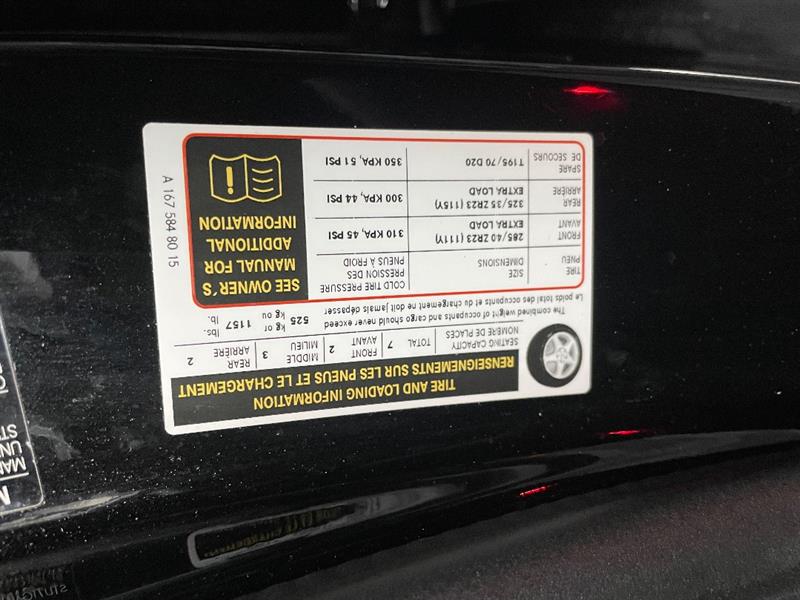 TIRE AND LOADING INFORMATION
RENSEIGNEMENTS SUR LES PNEUS ET LE CHARGEMENT
SEATING CAPACITY
NOMBRE DE PLACES
TOTAL 7
FRONT
AVANT 2
MIDDLE
MILIEU 3
REAR
ARRIÈRE 2
The combined weight of occupants and cargo should never exceed
Le poids total des occupants et du chargement ne doit jamais dépasser
525 kg or 1157 lbs.
kg ou lb.
TIRE
PNEU
SIZE
DIMENSIONS
COLD TIRE PRESSURE
PRESSION DES
PNEUS À FROID
FRONT
AVANT
285/40 ZR23 (111Y)
EXTRA LOAD
310 KPA, 45 PSI
REAR
ARRIÈRE
325/35 ZR23 (115Y)
EXTRA LOAD
300 KPA, 44 PSI
SPARE
DE SECOURS
T195/70 D20
350 KPA, 51 PSI
SEE OWNER'S
MANUAL FOR
ADDITIONAL
INFORMATION
A 167 584 80 15